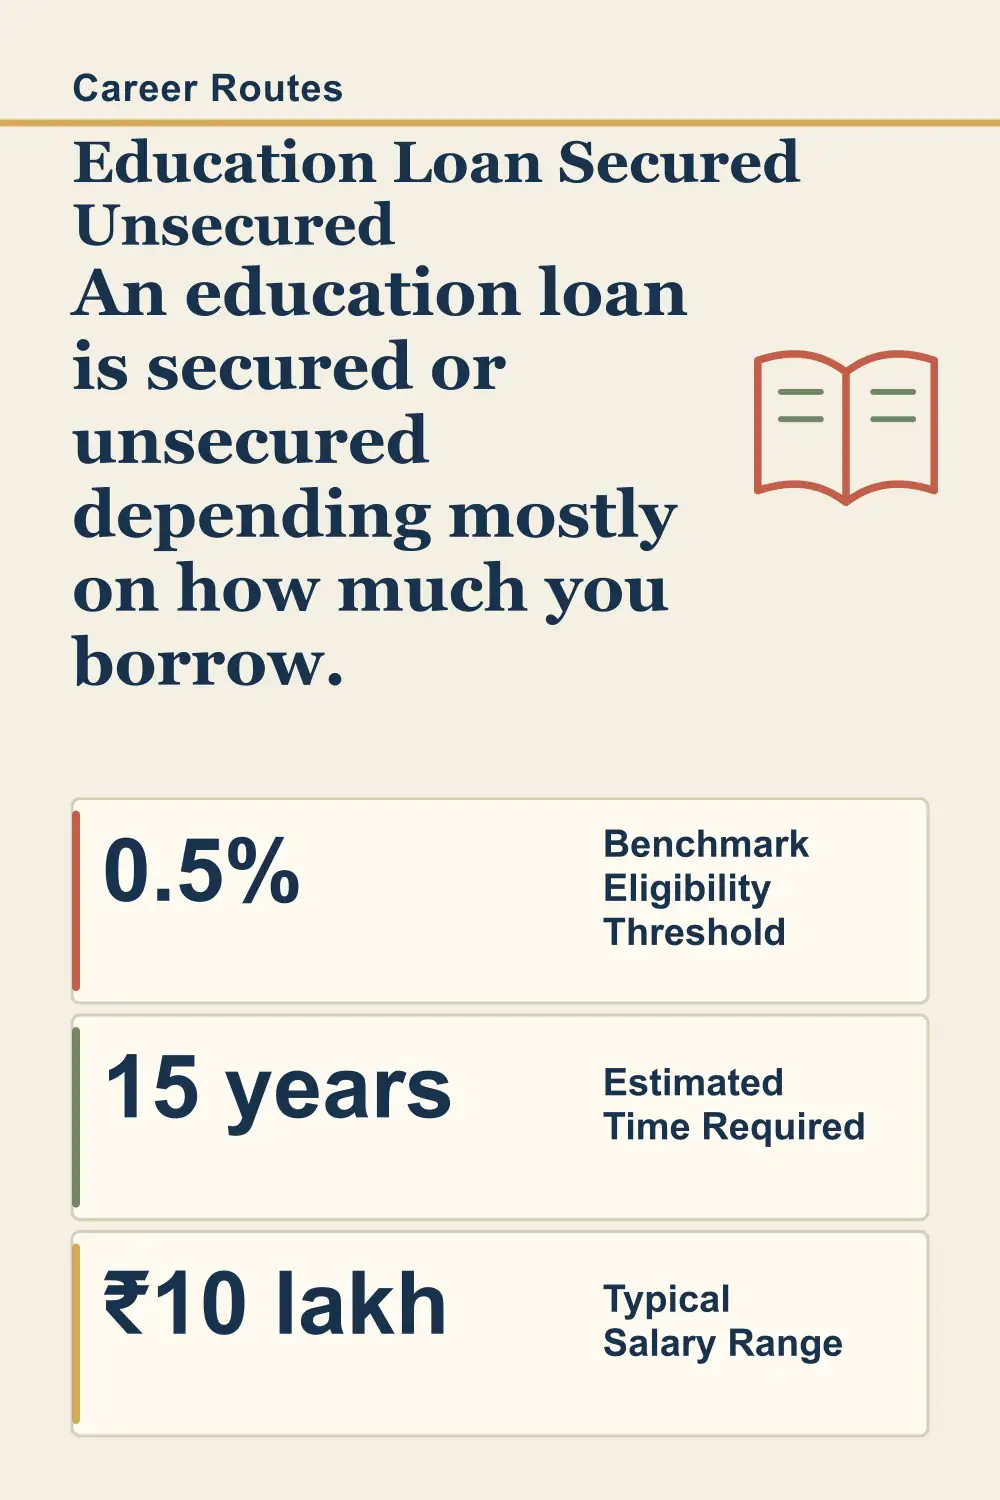 Career Routes
Education Loan Secured
Unsecured
An education loan
is secured or
unsecured
depending mostly
on how much you
borrow.
0.5%
Benchmark
Eligibility
Threshold
15 years
Estimated
Time Required
₹10 lakh
Typical
Salary Range